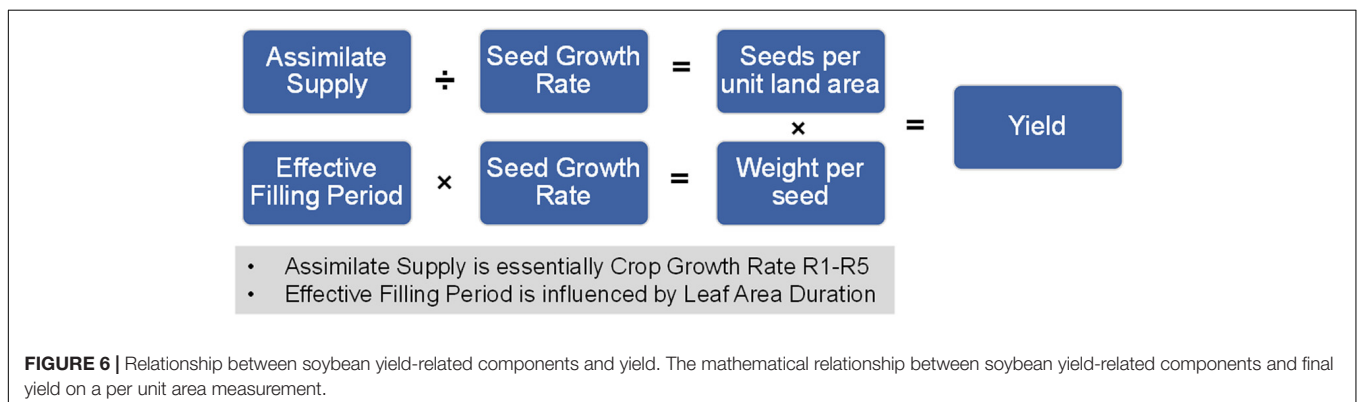 Assimilate Supply ÷ Seed Growth Rate = Seeds per unit land area
×
= Yield
Effective Filling Period × Seed Growth Rate = Weight per seed
• Assimilate Supply is essentially Crop Growth Rate R1-R5
• Effective Filling Period is influenced by Leaf Area Duration
FIGURE 6 | Relationship between soybean yield-related components and yield. The mathematical relationship between soybean yield-related components and final
yield on a per unit area measurement.